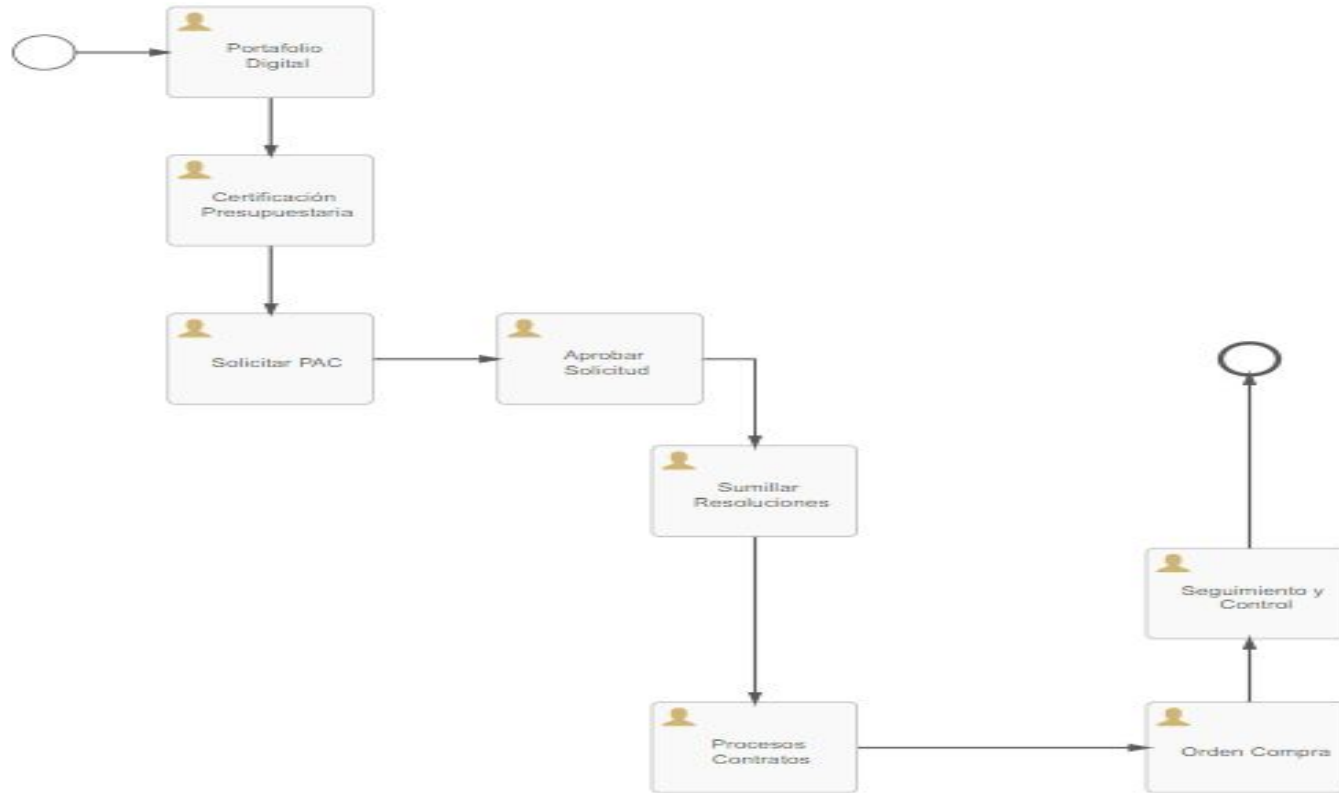 Portafolio
Digital
Certificación
Presupuestaria
Solicitar PAC
Aprobar
Solicitud
Sumillar
Resoluciones
Procesos
Contratos
Orden Compra
Seguimiento y
Control